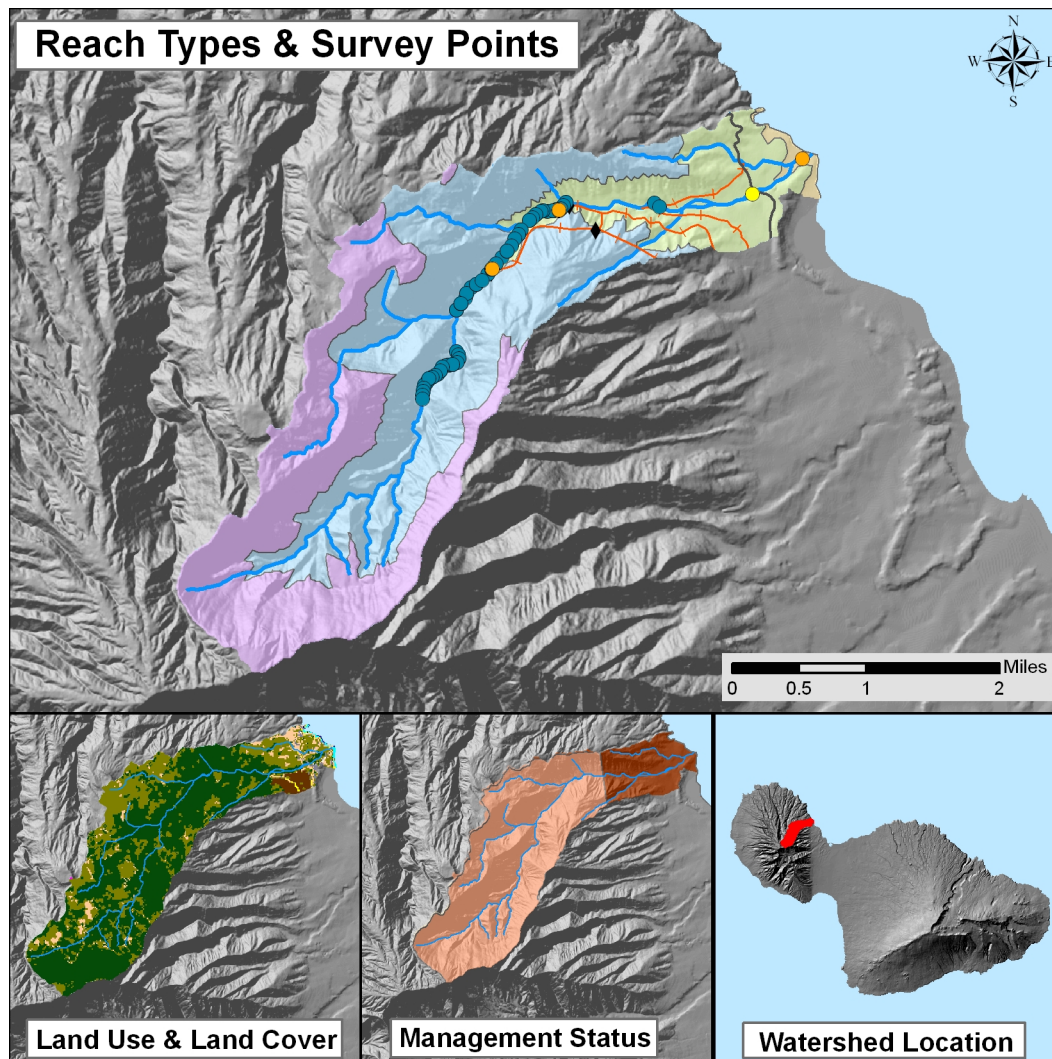 Reach Types & Survey Points
N
W E
S
Miles
0 0.5 1 2
Land Use & Land Cover
Management Status
Watershed Location